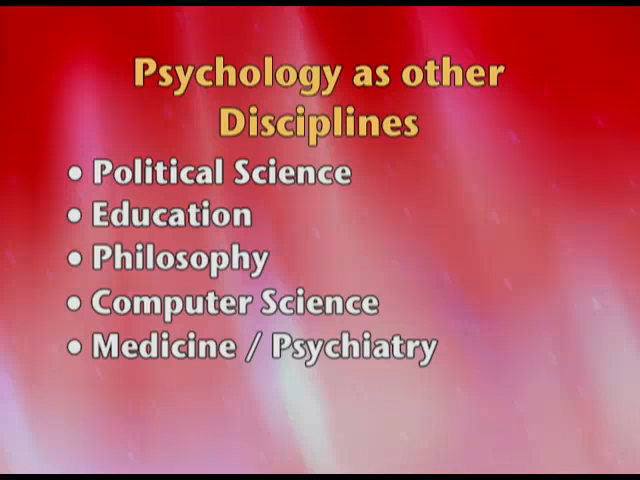 Psychology as other
Disciplines
• Political Science
• Education
• Philosophy
• Computer Science
• Medicine / Psychiatry